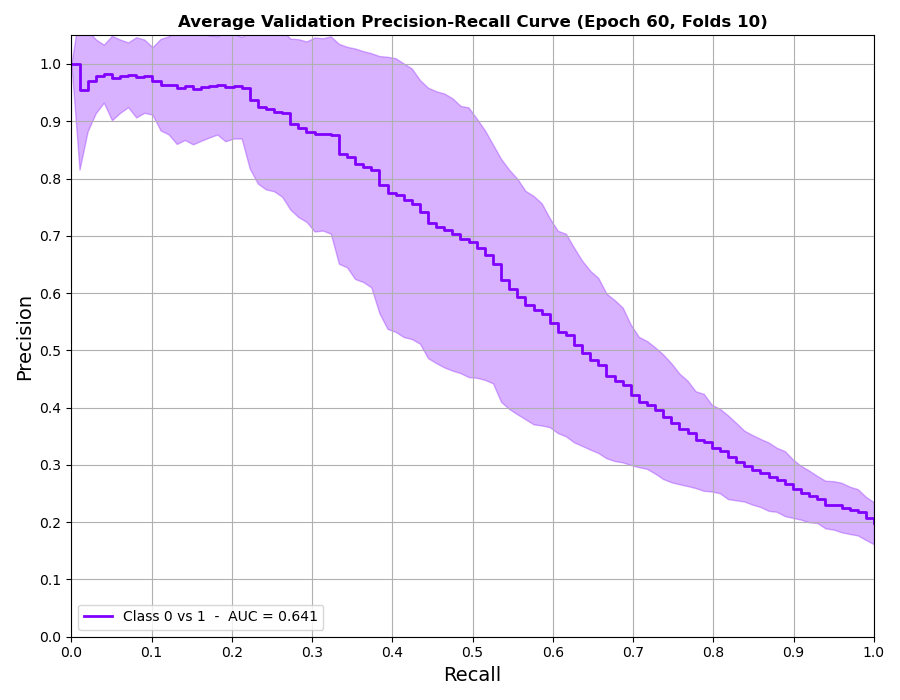 Average Validation Precision-Recall Curve (Epoch 60, Folds 10)
Precision
1.0
0.9
0.8
0.7
0.6
0.5
0.4
0.3
0.2
0.1
0.0
Class 0 vs 1 - AUC = 0.641
0.0 0.1 0.2 0.3 0.4 0.5 0.6 0.7 0.8 0.9 1.0
Recall